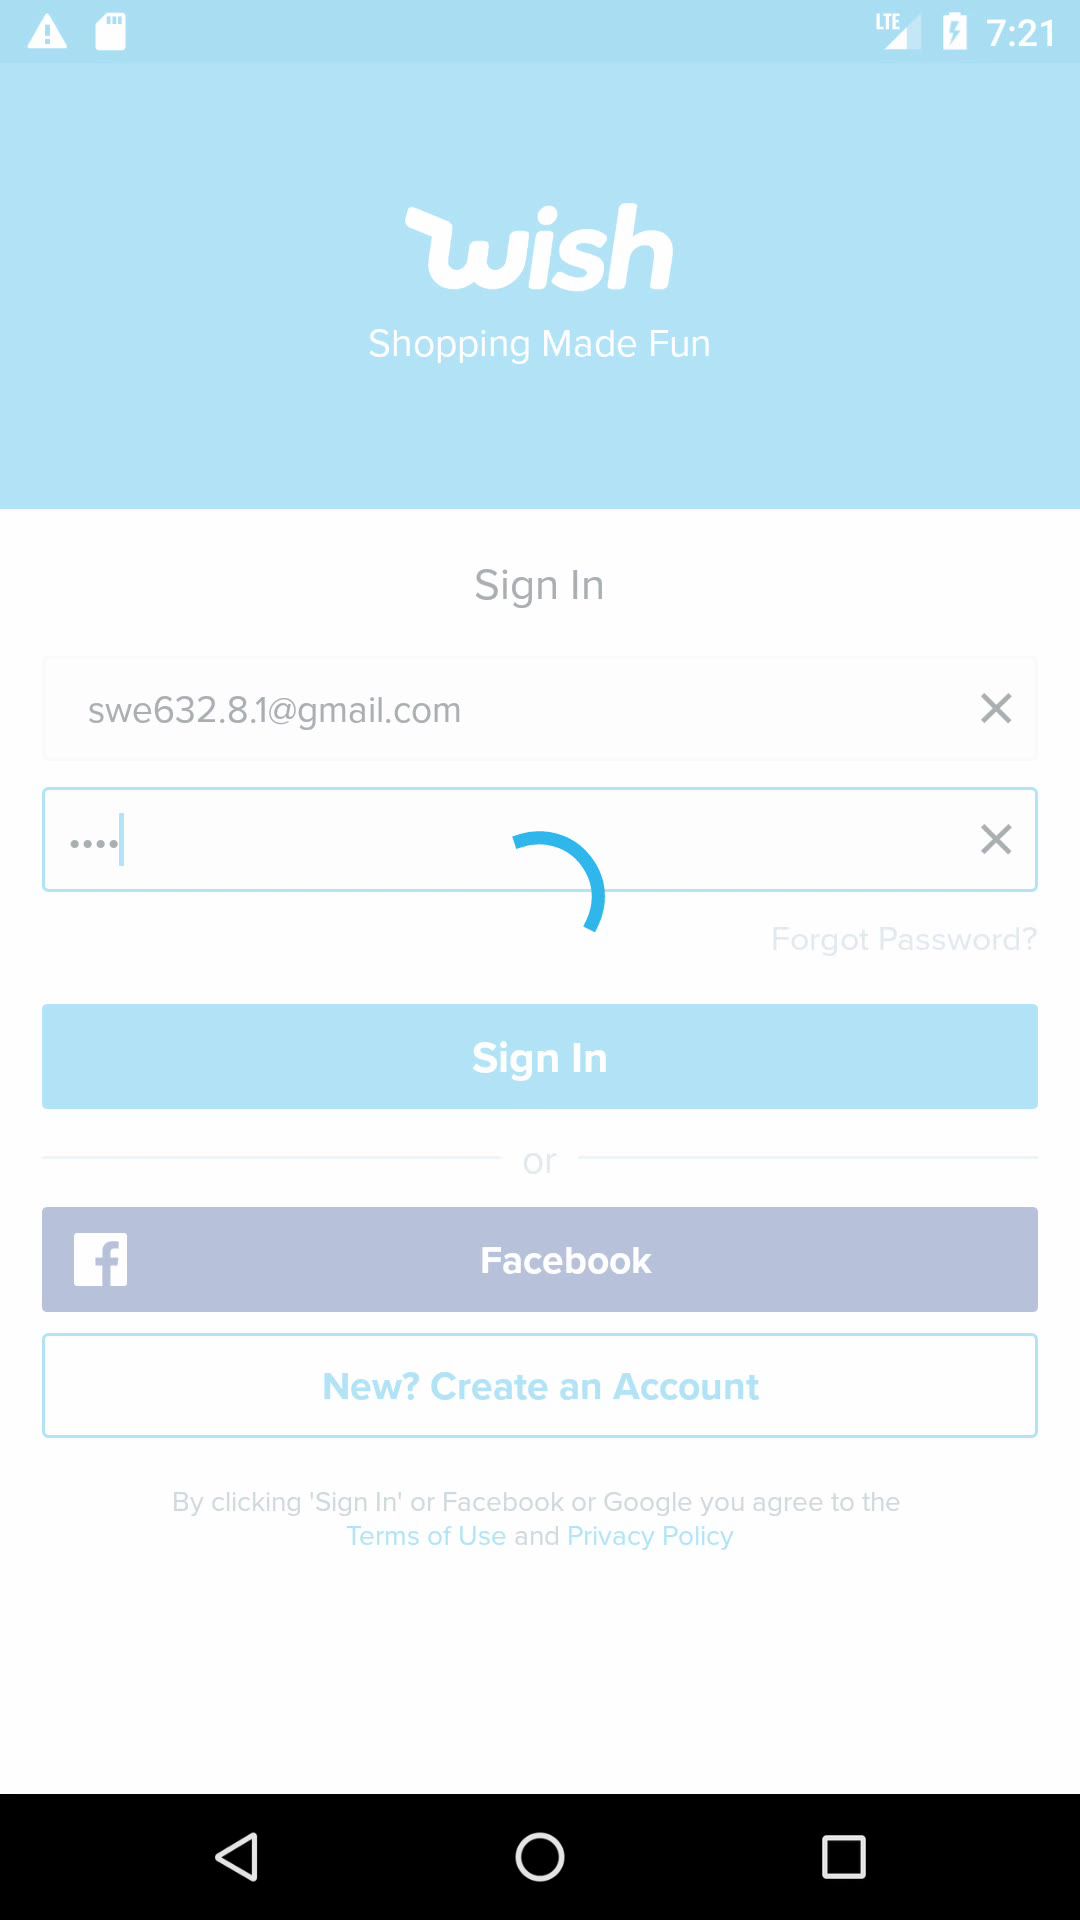 LTE 7:21
wish
Shopping Made Fun
Sign In
swe632.8.1@gmail.com
••••
Forgot Password?
Sign In
or
Facebook
New? Create an Account
By clicking 'Sign In' or Facebook or Google you agree to the
Terms of Use and Privacy Policy